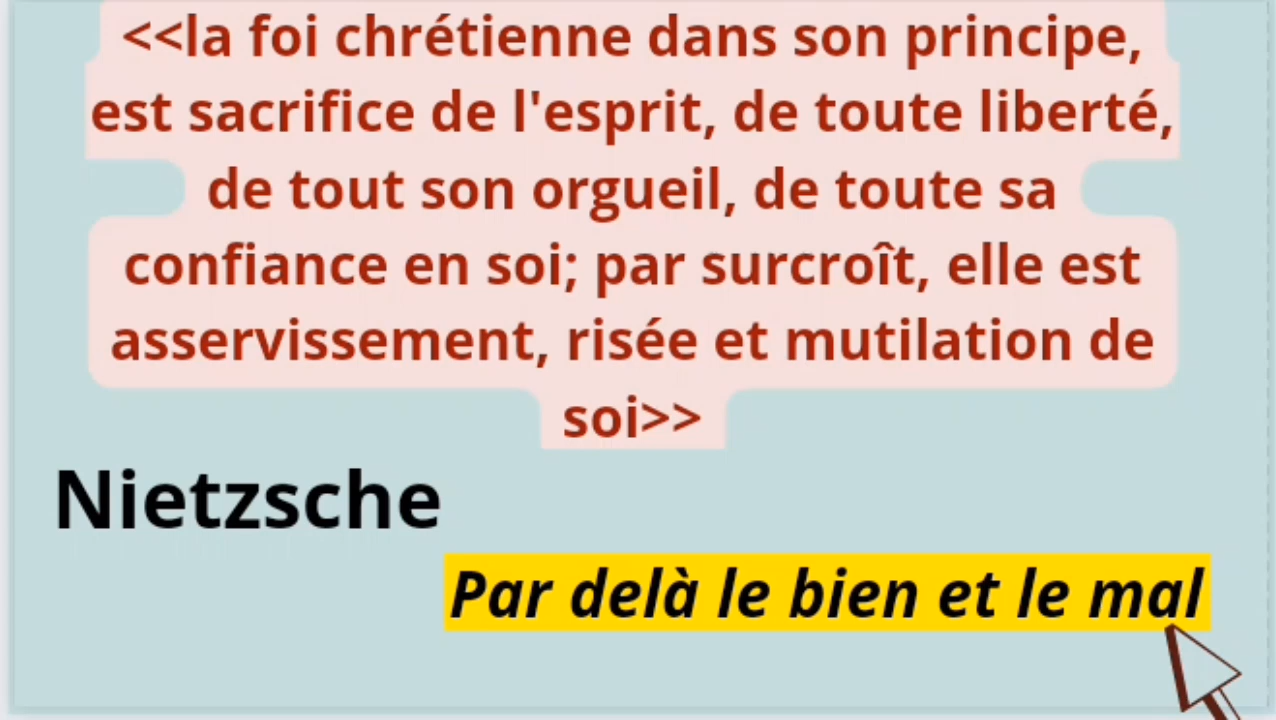 <<la foi chrétienne dans son principe,
est sacrifice de l'esprit, de toute liberté,
de tout son orgueil, de toute sa
confiance en soi; par surcroît, elle est
asservissement, risée et mutilation de
soi>>
Nietzsche
Par delà le bien et le mal